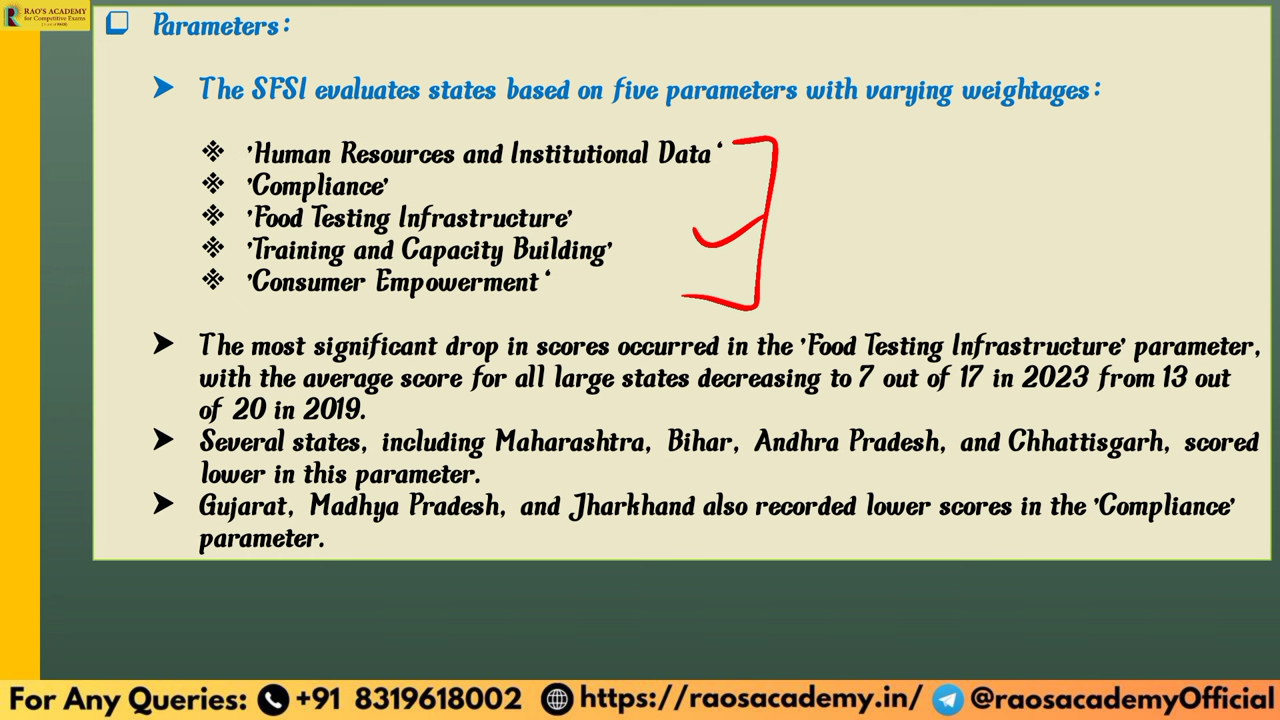 RAO'S ACADEMY
for Competitive Exams
Parameters:
The SFSI evaluates states based on five parameters with varying weightages:
'Human Resources and Institutional Data‘
'Compliance'
'Food Testing Infrastructure'
'Training and Capacity Building'
'Consumer Empowerment‘
The most significant drop in scores occurred in the 'Food Testing Infrastructure' parameter,
with the average score for all large states decreasing to 7 out of 17 in 2023 from 13 out
of 20 in 2019.
Several states, including Maharashtra, Bihar, Andhra Pradesh, and Chhattisgarh, scored
lower in this parameter.
Gujarat, Madhya Pradesh, and Jharkhand also recorded lower scores in the 'Compliance'
parameter.
For Any Queries: +91 8319618002 https://raosacademy.in/ @raosacademyOfficial